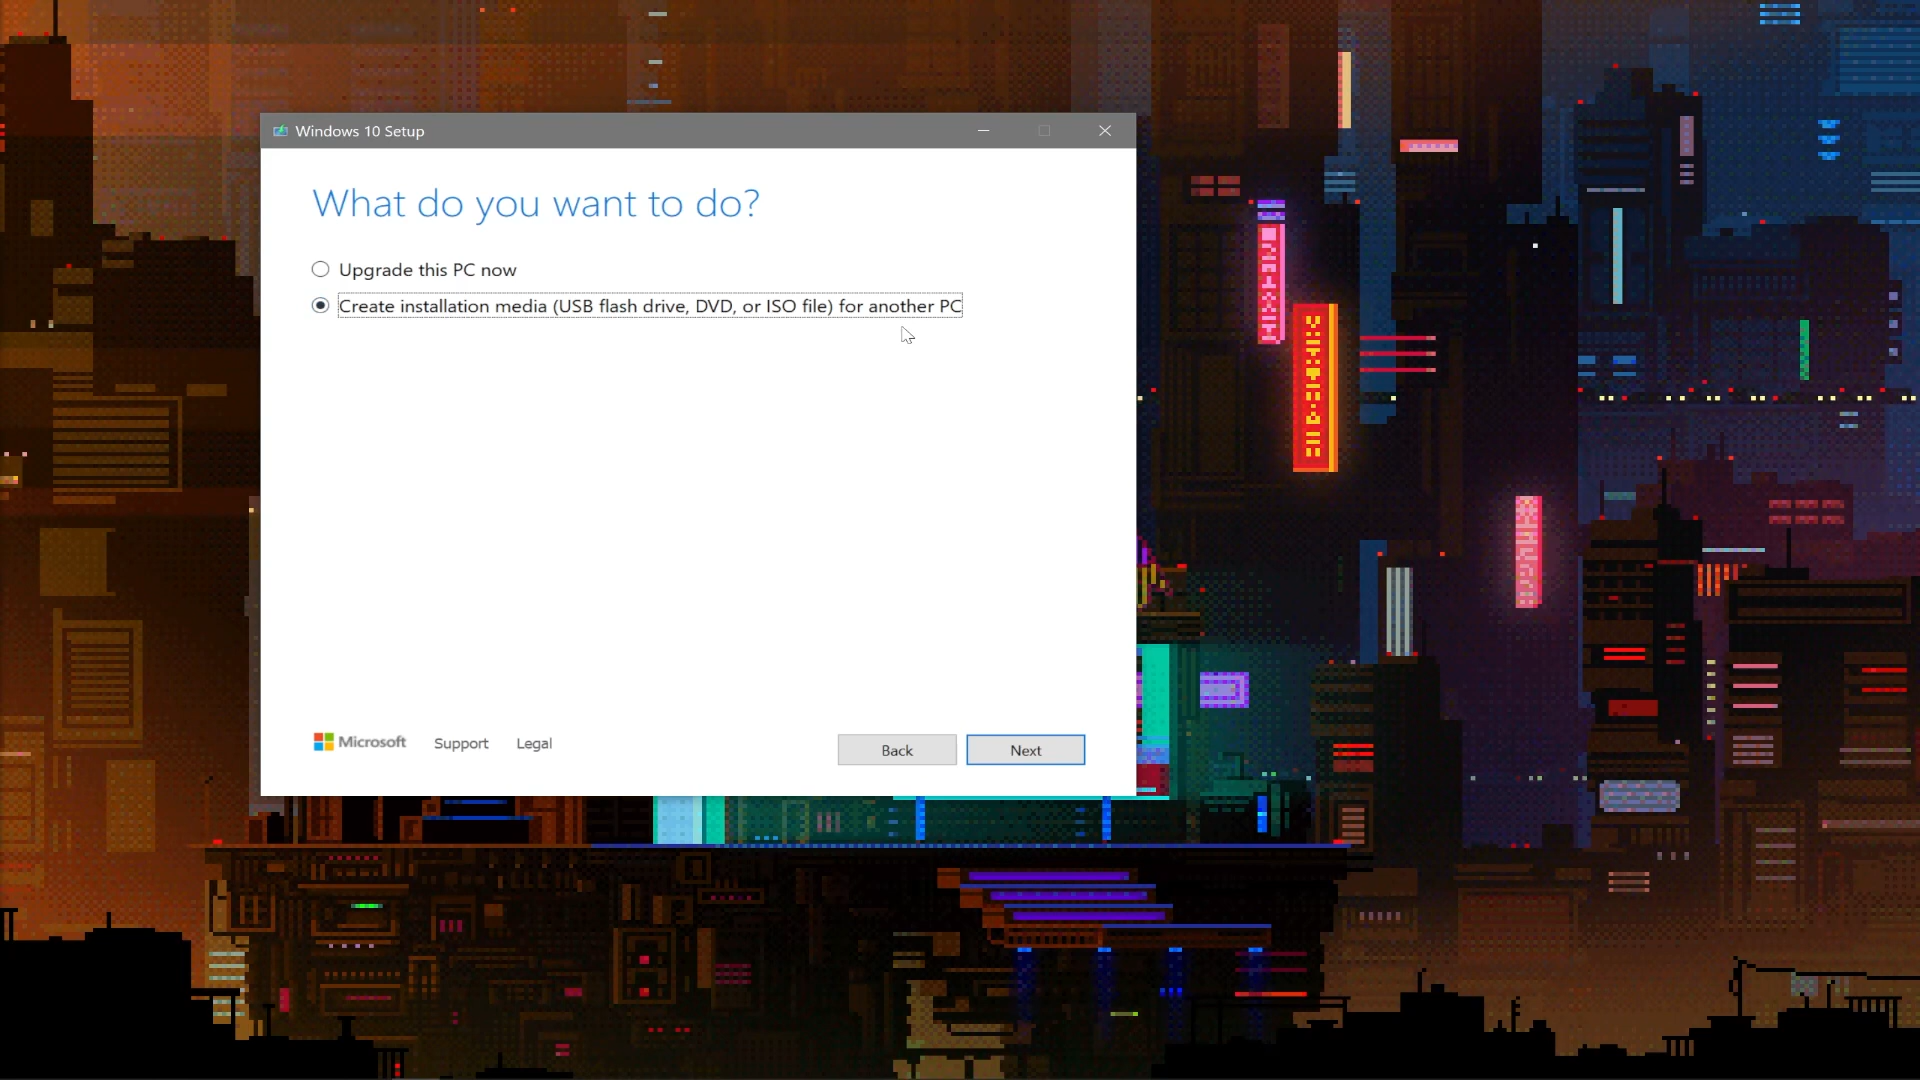 Windows 10 Setup
What do you want to do?
Upgrade this PC now
Create installation media (USB flash drive, DVD, or ISO file) for another PC
Microsoft Support Legal Back Next